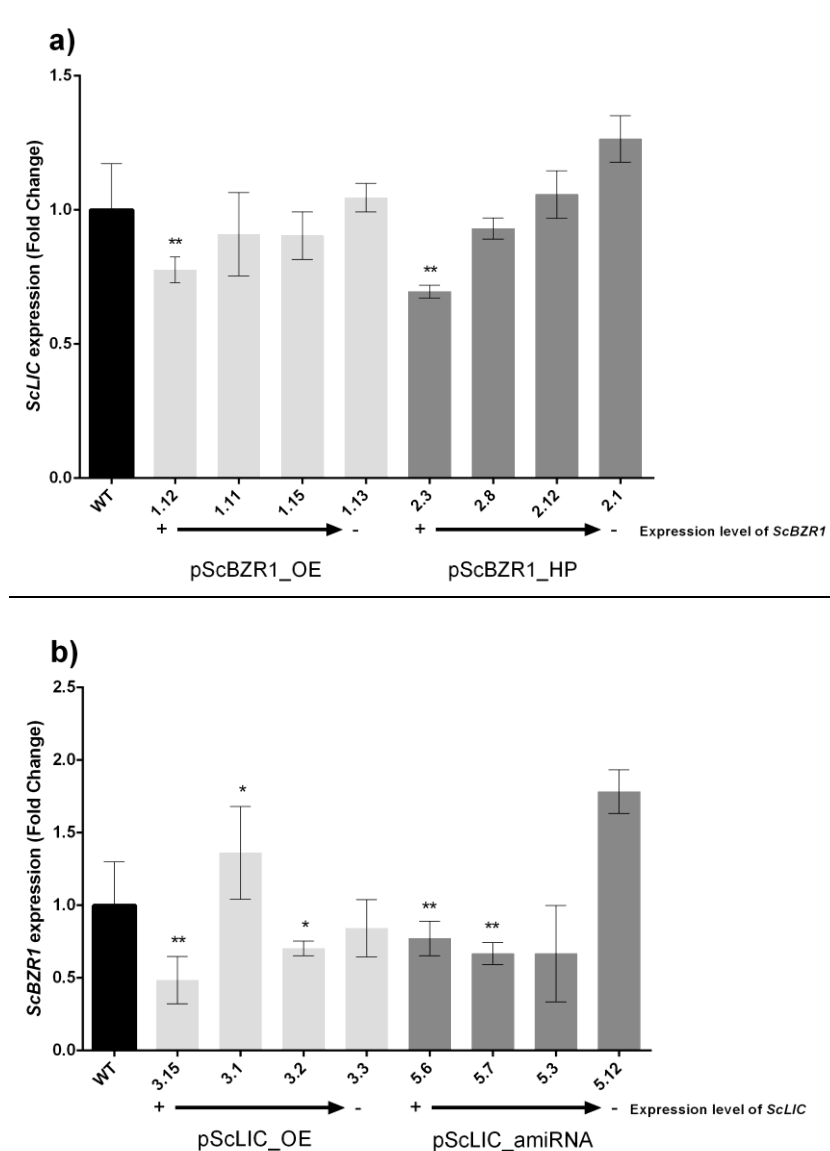 a)
ScLIC expression (Fold Change)
1.5
1.0
0.5
0.0
**
**
WT 1.12 1.11 1.15 1.13 2.3 2.8 2.12 2.1
+ - + - Expression level of ScBZR1
pScBZR1_OE pScBZR1_HP
b)
ScBZR1 expression (Fold Change)
2.5
2.0
1.5
1.0
0.5
0.0
**
*
*
**
**
WT 3.15 3.1 3.2 3.3 5.6 5.7 5.3 5.12
+ - + - Expression level of ScLIC
pScLIC_OE pScLIC_amiRNA